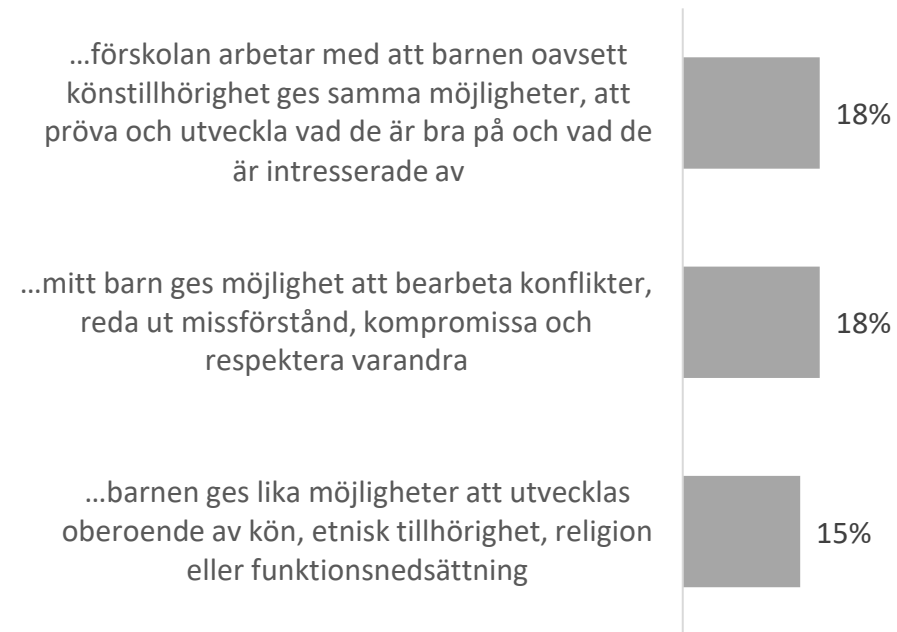 ...förskolan arbetar med att barnen oavsett
könstillhörighet ges samma möjligheter, att
pröva och utveckla vad de är bra på och vad de
är intresserade av
18%
...mitt barn ges möjlighet att bearbeta konflikter,
reda ut missförstånd, kompromissa och
respektera varandra
18%
...barnen ges lika möjligheter att utvecklas
oberoende av kön, etnisk tillhörighet, religion
eller funktionsnedsättning
15%